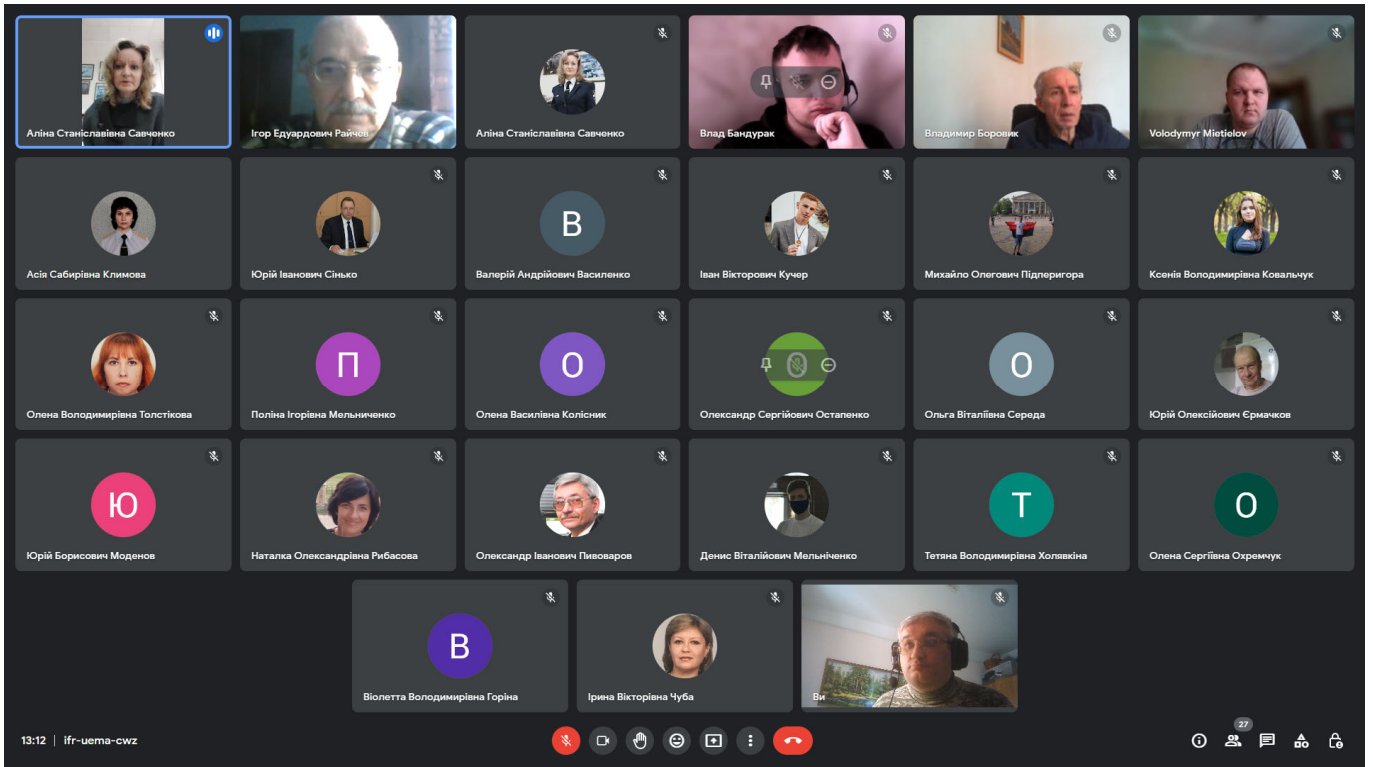 Аліна Станіславівна Савченко
Ігор Едуардович Райчев
Аліна Станіславівна Савченко
Влад Бандурак
Владимир Боровик
Volodymyr Mietielov
Асія Сабирівна Климова
Юрій Іванович Сінько
В
Валерій Андрійович Василенко
Іван Вікторович Кучер
Михайло Олегович Підперигора
Ксенія Володимирівна Ковальчук
Олена Володимирівна Толстікова
П
Поліна Ігорівна Мельниченко
О
Олена Василівна Колісник
О
Олександр Сергійович Остапенко
О
Ольга Віталіївна Середа
Юрій Олексійович Єрмачков
Ю
Юрій Борисович Моденов
Наталка Олександрівна Рибасова
Олександр Іванович Пивоваров
Денис Віталійович Мельніченко
Т
Тетяна Володимирівна Холявкіна
О
Олена Сергіївна Охремчук
В
Віолетта Володимирівна Горіна
Ірина Вікторівна Чуба
Ви
13:12 | ifr-uema-cwz
27